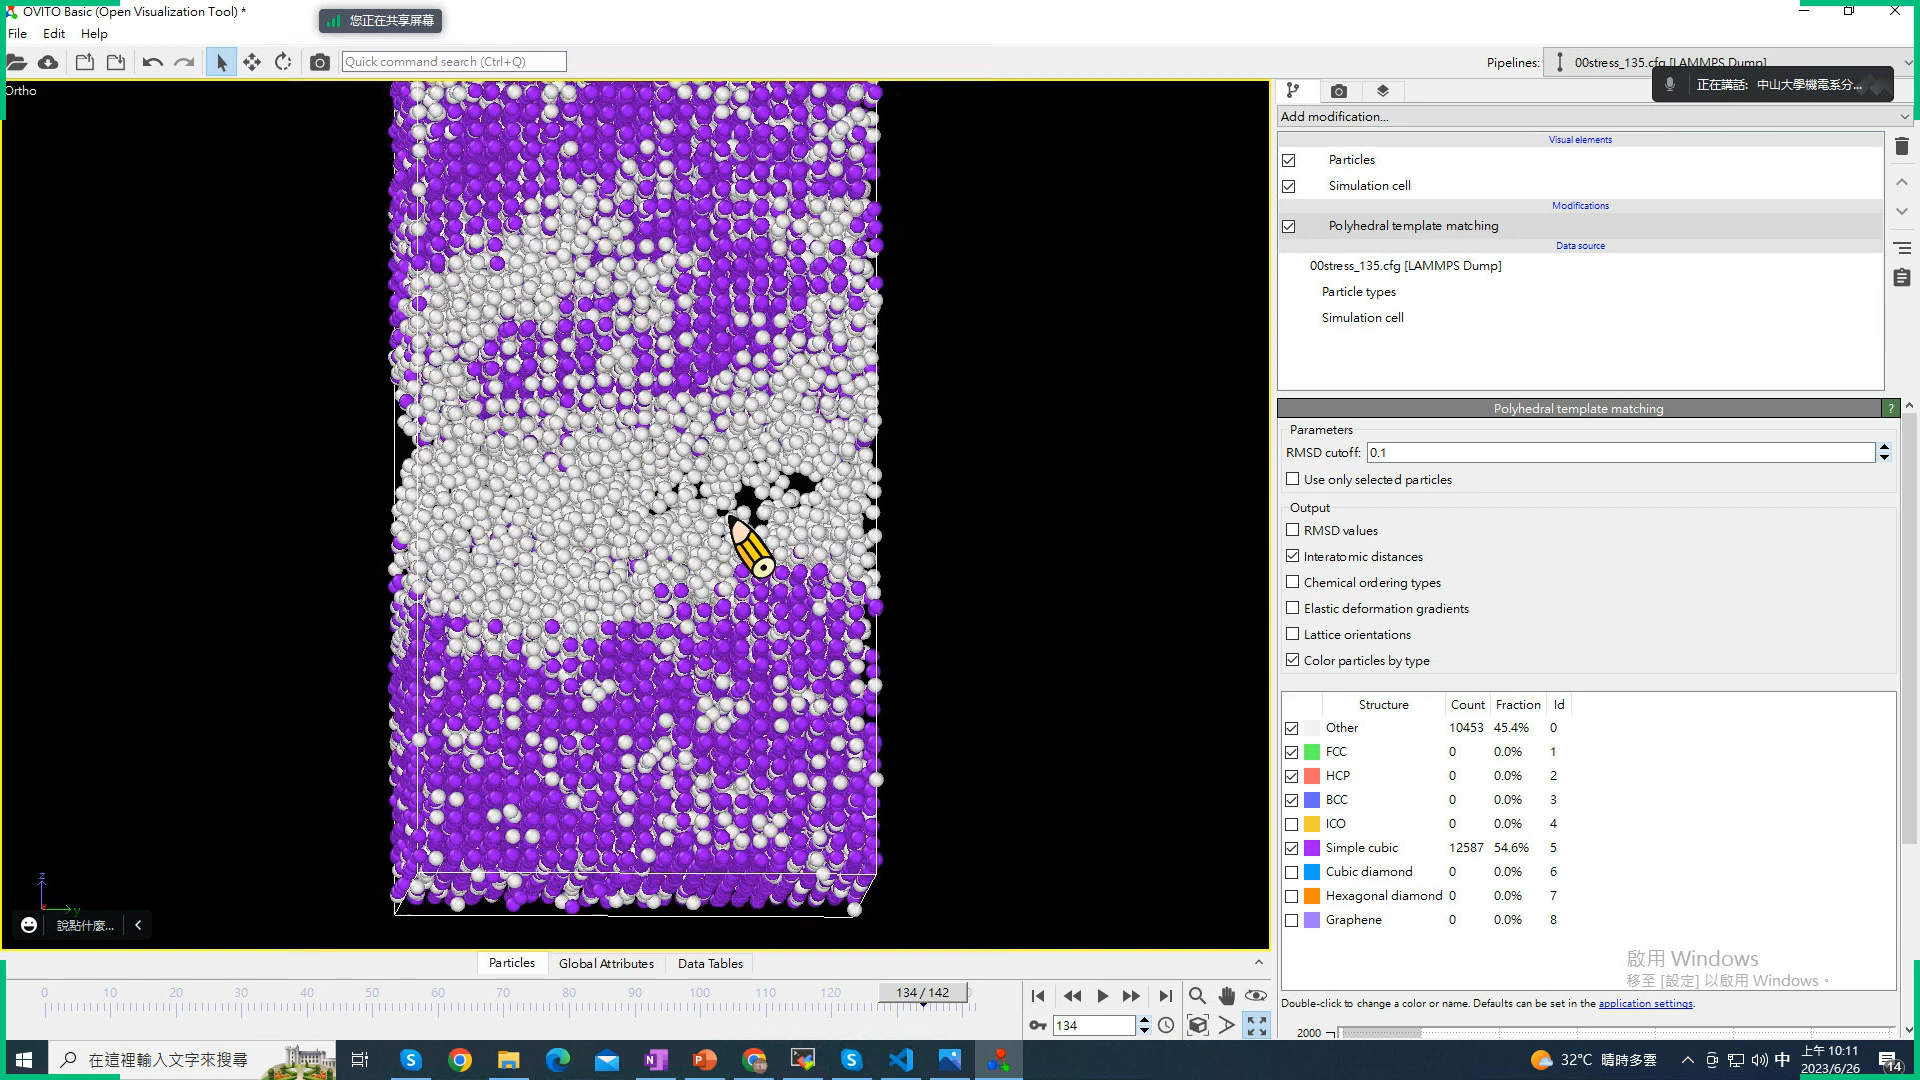 OVITO Basic (Open Visualization Tool) *
您正在共享屏幕
File Edit Help
Quick command search (Ctrl+Q)
Pipelines: 00stress_135.cfg [LAMMPS Dump]
正在講話: 中山大學機電系分...
Ortho
Add modification...
Visual elements
Particles
Simulation cell
Modifications
Polyhedral template matching
Data source
00stress_135.cfg [LAMMPS Dump]
Particle types
Simulation cell
Polyhedral template matching ?
Parameters
RMSD cutoff: 0.1
Use only selected particles
Output
RMSD values
Interatomic distances
Chemical ordering types
Elastic deformation gradients
Lattice orientations
Color particles by type
Structure Count Fraction Id
Other 10453 45.4% 0
FCC 0 0.0% 1
HCP 0 0.0% 2
BCC 0 0.0% 3
ICO 0 0.0% 4
Simple cubic 12587 54.6% 5
Cubic diamond 0 0.0% 6
Hexagonal diamond 0 0.0% 7
Graphene 0 0.0% 8
啟用 Windows
移至 [設定] 以啟用 Windows。
Double-click to change a color or name. Defaults can be set in the application settings.
2000
z
y
說點什麼...
Particles Global Attributes Data Tables
0 10 20 30 40 50 60 70 80 90 100 110 120 134 / 142
134
在這裡輸入文字來搜尋
32°C 晴時多雲
中
上午 10:11
2023/6/26
14